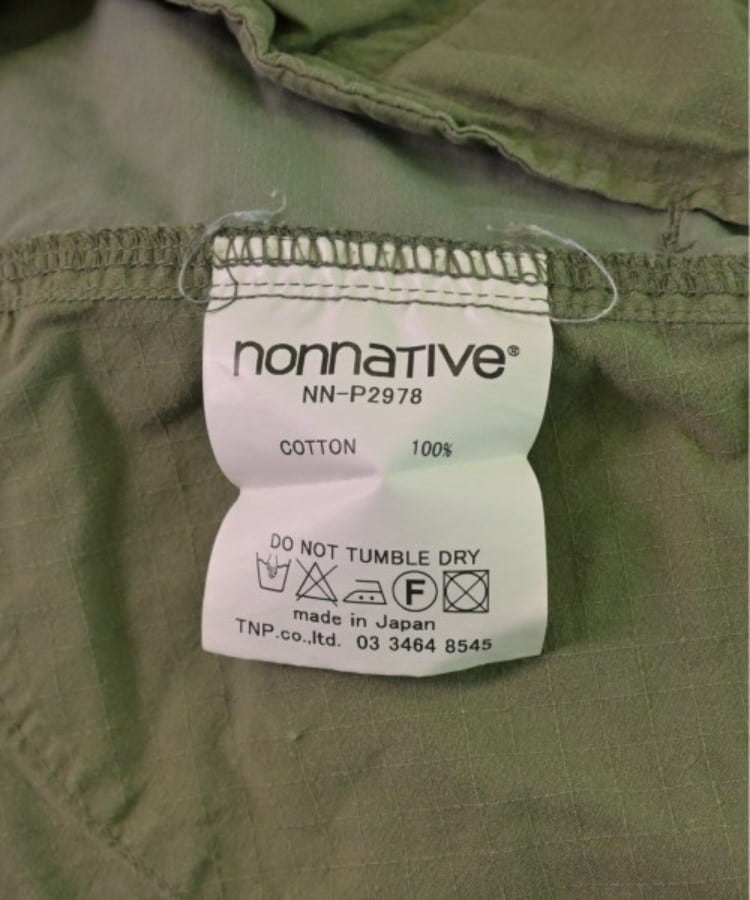 nonnative®
NN-P2978
COTTON 100%
DO NOT TUMBLE DRY
F
made in Japan
TNP.co.,ltd. 03 3464 8545